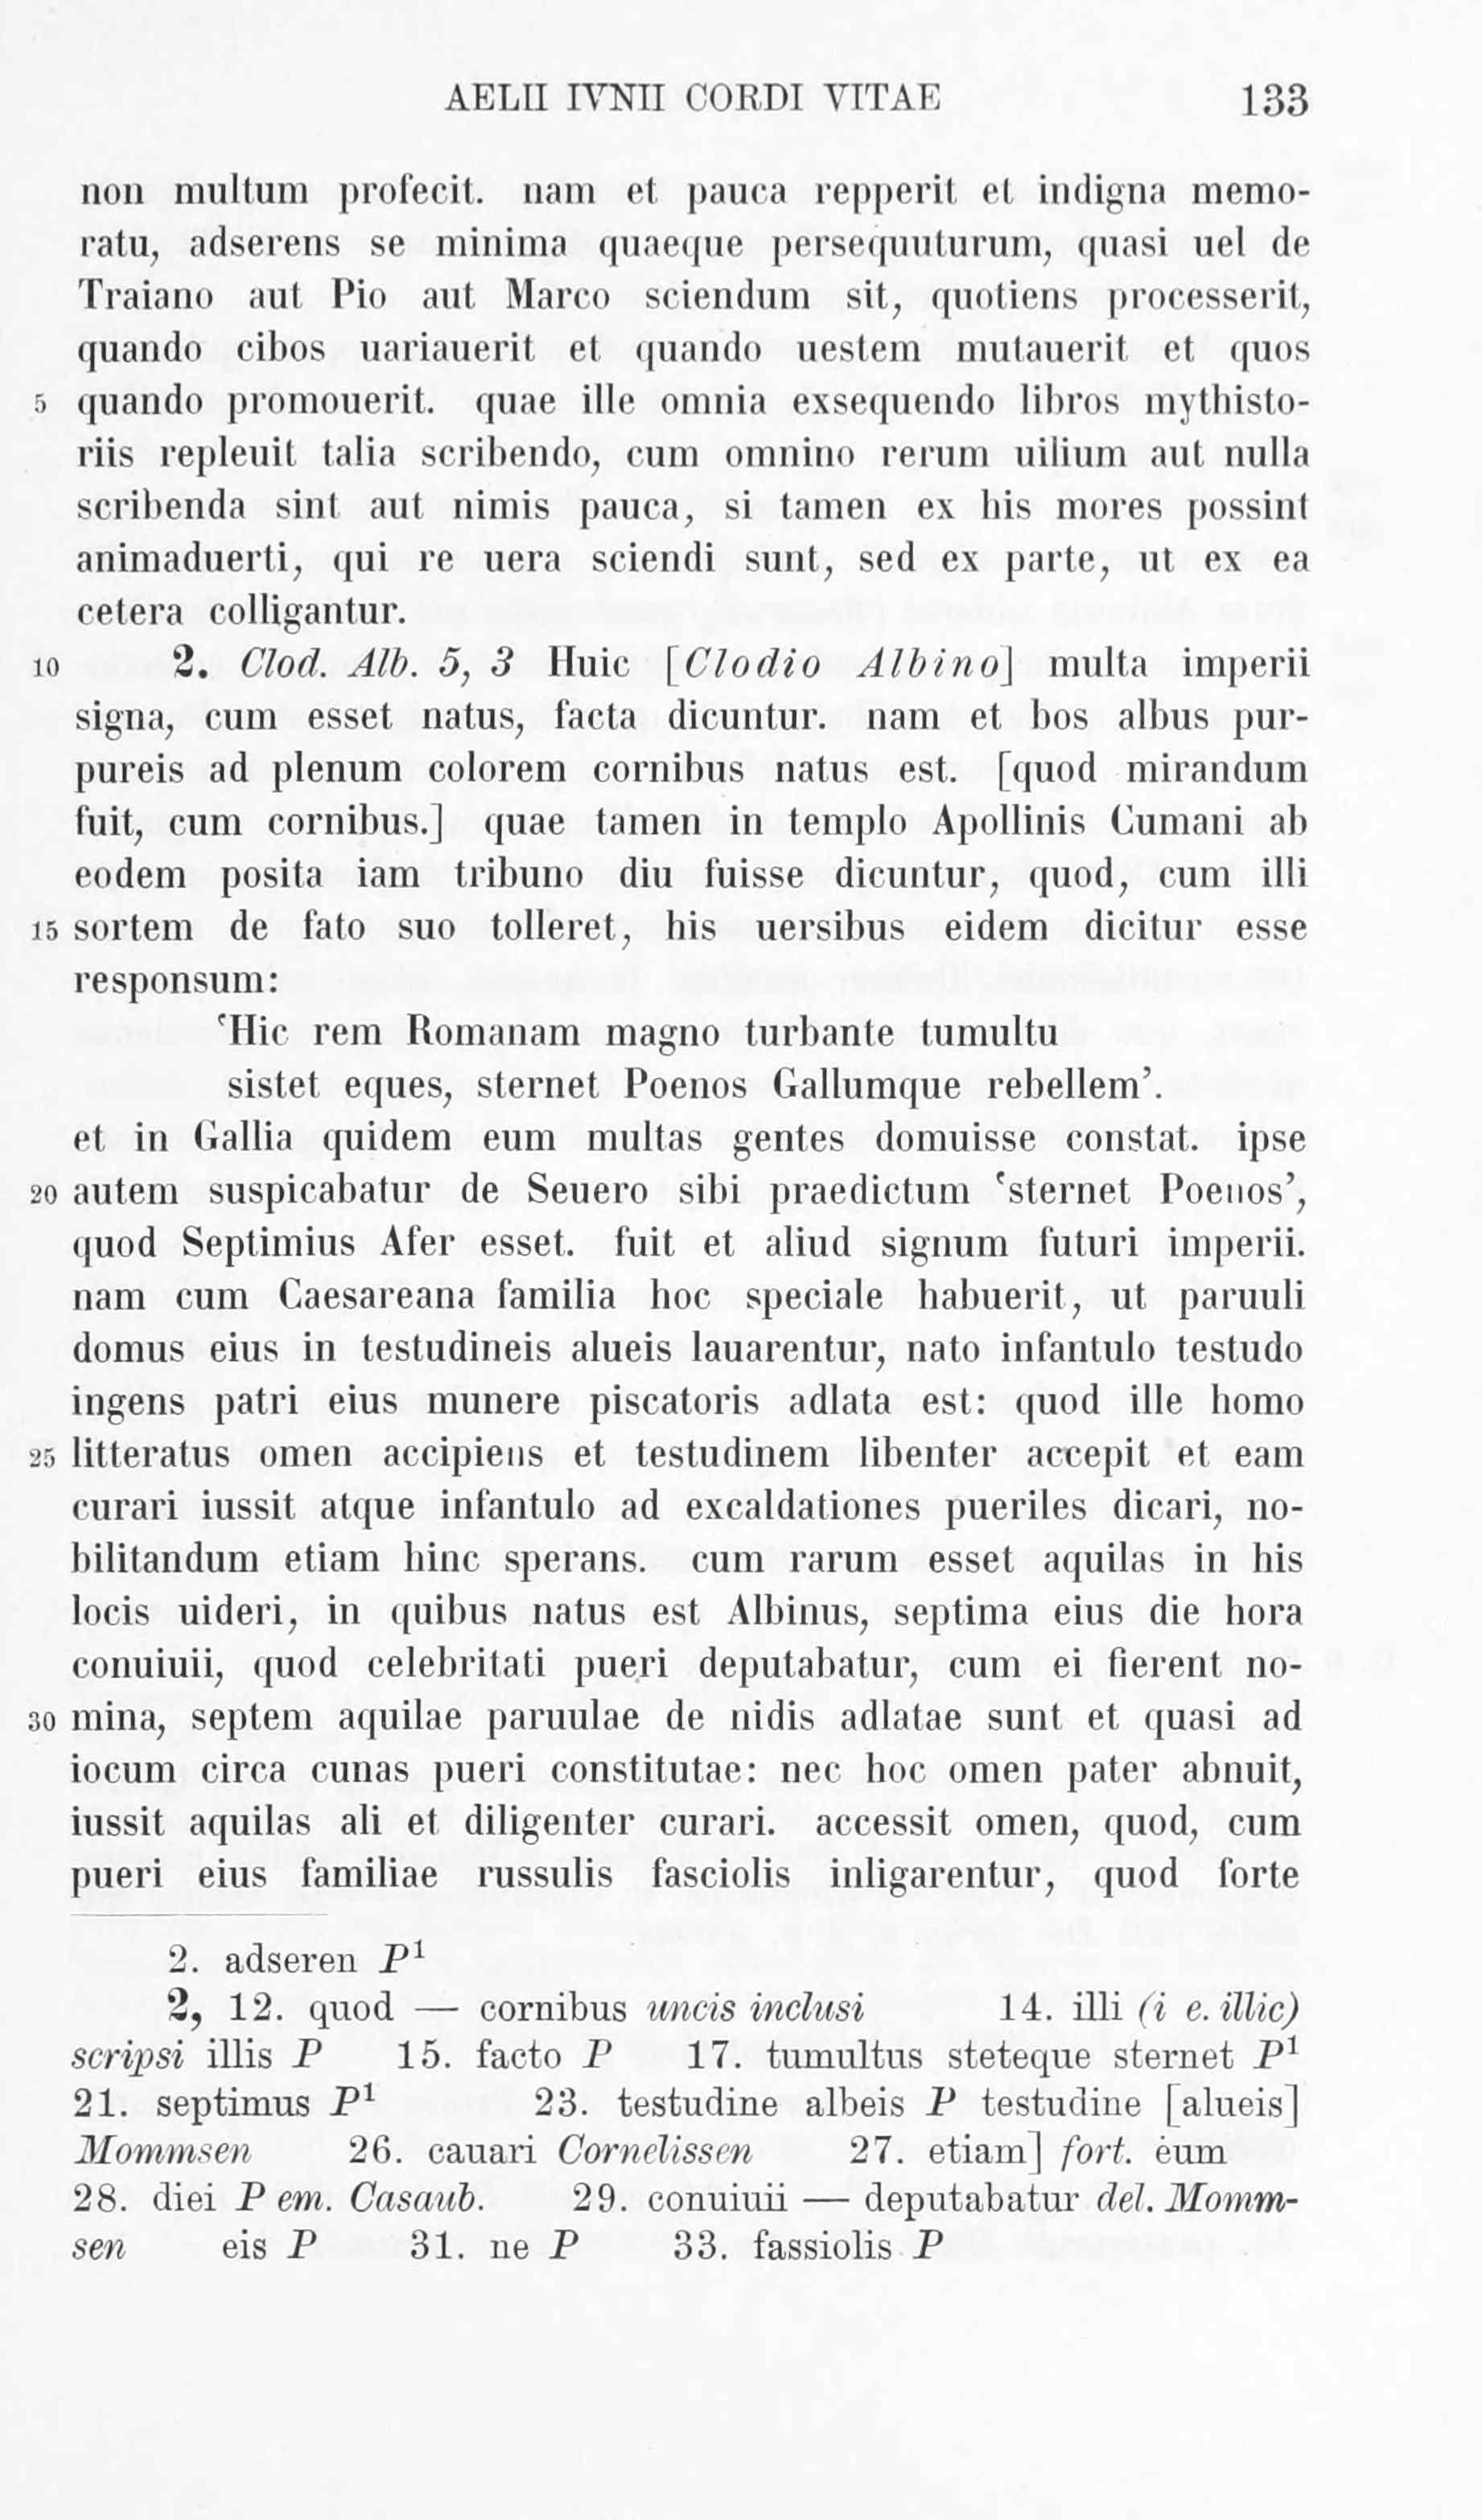 AELII IVNII CORDI VITAE 133
non multum profecit. nam et pauca repperit et indigna memo-
ratu, adserens se minima quaeque persequuturum, quasi uel de
Traiano aut Pio aut Marco sciendum sit, quotiens processerit,
quando cibos uariauerit et quando uestem mutauerit et quos
5 quando promouerit. quae ille omnia exsequendo libros mythisto-
riis repleuit talia scribendo, cum omnino rerum uilium aut nulla
scribenda sint aut nimis pauca, si tamen ex his mores possint
animaduerti, qui re uera sciendi sunt, sed ex parte, ut ex ea
cetera colligantur.
10 2. Clod. Alb. 5, 3 Huic [Clodio Albino] multa imperii
signa, cum esset natus, facta dicuntur. nam et bos albus pur-
pureis ad plenum colorem cornibus natus est. [quod mirandum
fuit, cum cornibus.] quae tamen in templo Apollinis Cumani ab
eodem posita iam tribuno diu fuisse dicuntur, quod, cum illi
15 sortem de fato suo tolleret, his uersibus eidem dicitur esse
responsum:
‘Hic rem Romanam magno turbante tumultu
sistet eques, sternet Poenos Gallumque rebellem’.
et in Gallia quidem eum multas gentes domuisse constat. ipse
20 autem suspicabatur de Seuero sibi praedictum ‘sternet Poenos’,
quod Septimius Afer esset. fuit et aliud signum futuri imperii.
nam cum Caesareana familia hoc speciale habuerit, ut paruuli
domus eius in testudineis alueis lauarentur, nato infantulo testudo
ingens patri eius munere piscatoris adlata est: quod ille homo
25 litteratus omen accipiens et testudinem libenter accepit et eam
curari iussit atque infantulo ad excaldationes pueriles dicari, no-
bilitandum etiam hinc sperans. cum rarum esset aquilas in his
locis uideri, in quibus natus est Albinus, septima eius die hora
conuiuii, quod celebritati pueri deputabatur, cum ei fierent no-
30 mina, septem aquilae paruulae de nidis adlatae sunt et quasi ad
iocum circa cunas pueri constitutae: nec hoc omen pater abnuit,
iussit aquilas ali et diligenter curari. accessit omen, quod, cum
pueri eius familiae russulis fasciolis inligarentur, quod forte
2. adseren P¹
2, 12. quod — cornibus uncis inclusi 14. illi (i e. illic)
scripsi illis P 15. facto P 17. tumultus steteque sternet P¹
21. septimus P¹ 23. testudine albeis P testudine [alueis]
Mommsen 26. cauari Cornelissen 27. etiam] fort. eum
28. diei P em. Casaub. 29. conuiuii — deputabatur del. Momm-
sen eis P 31. ne P 33. fassiolis P